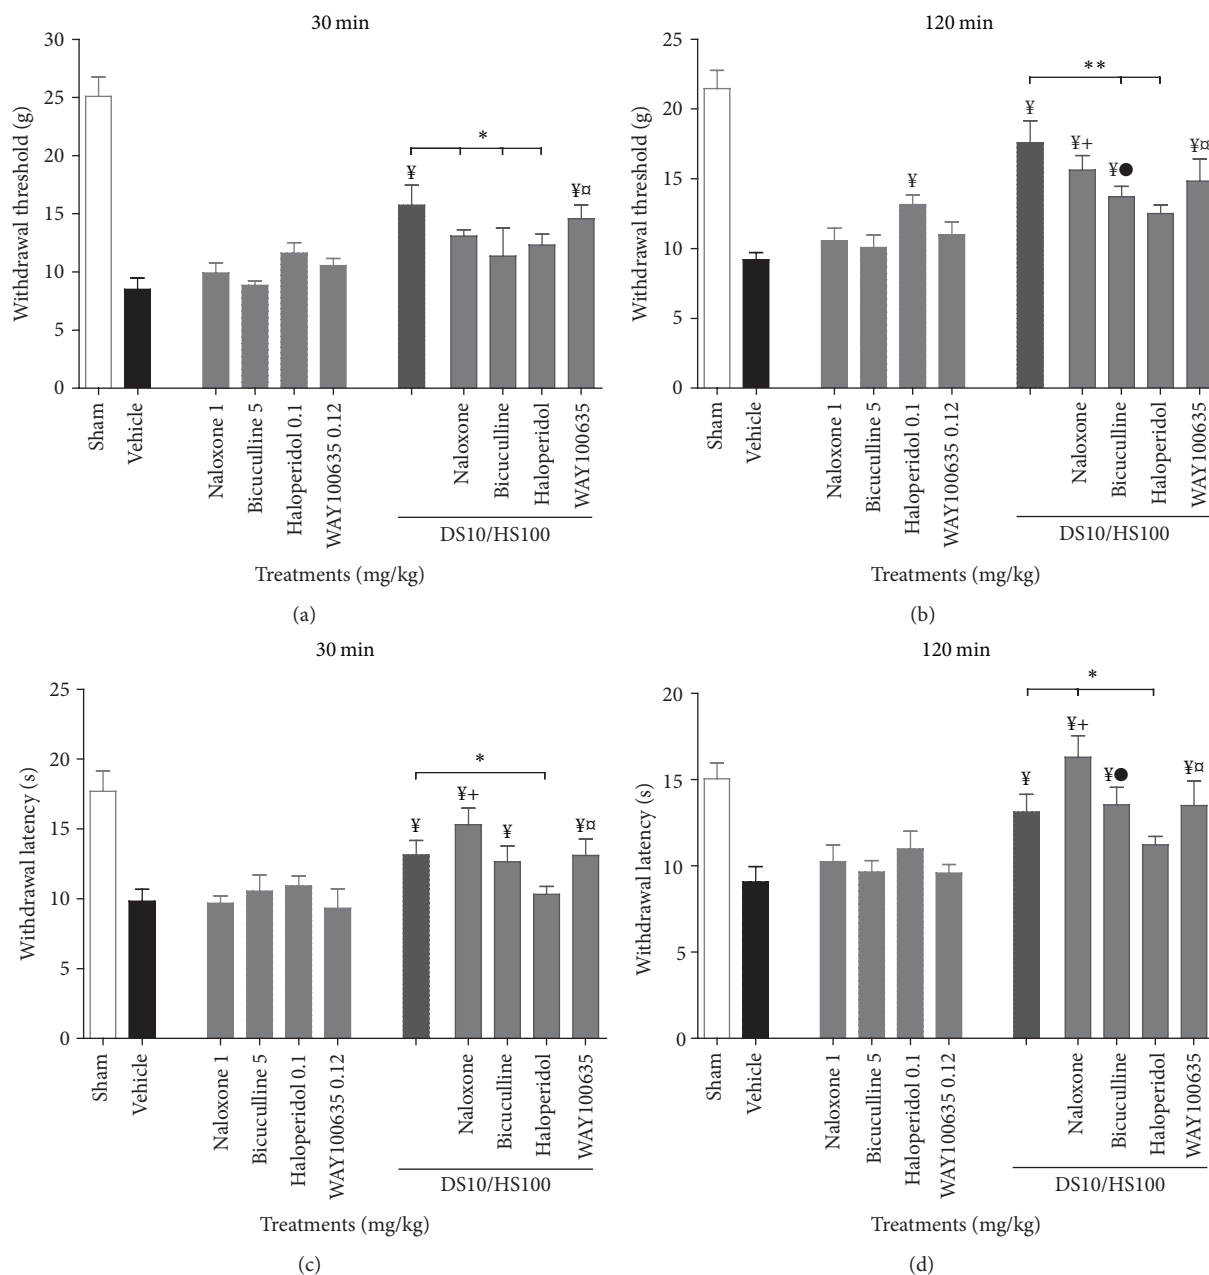 30 min
Withdrawal threshold (g)
30
25
20
15
10
5
0
*
¥
¥¤
Sham
Vehicle
Naloxone 1
Bicuculline 5
Haloperidol 0.1
WAY100635 0.12
Naloxone
Bicuculline
Haloperidol
WAY100635
DS10/HS100
Treatments (mg/kg)
(a)
120 min
Withdrawal threshold (g)
25
20
15
10
5
0
**
¥
¥
¥+
¥●
¥¤
Sham
Vehicle
Naloxone 1
Bicuculline 5
Haloperidol 0.1
WAY100635 0.12
Naloxone
Bicuculline
Haloperidol
WAY100635
DS10/HS100
Treatments (mg/kg)
(b)
30 min
Withdrawal latency (s)
25
20
15
10
5
0
*
¥
¥+
¥
¥¤
Sham
Vehicle
Naloxone 1
Bicuculline 5
Haloperidol 0.1
WAY100635 0.12
Naloxone
Bicuculline
Haloperidol
WAY100635
DS10/HS100
Treatments (mg/kg)
(c)
120 min
Withdrawal latency (s)
20
15
10
5
0
*
¥
¥+
¥●
¥¤
Sham
Vehicle
Naloxone 1
Bicuculline 5
Haloperidol 0.1
WAY100635 0.12
Naloxone
Bicuculline
Haloperidol
WAY100635
DS10/HS100
Treatments (mg/kg)
(d)